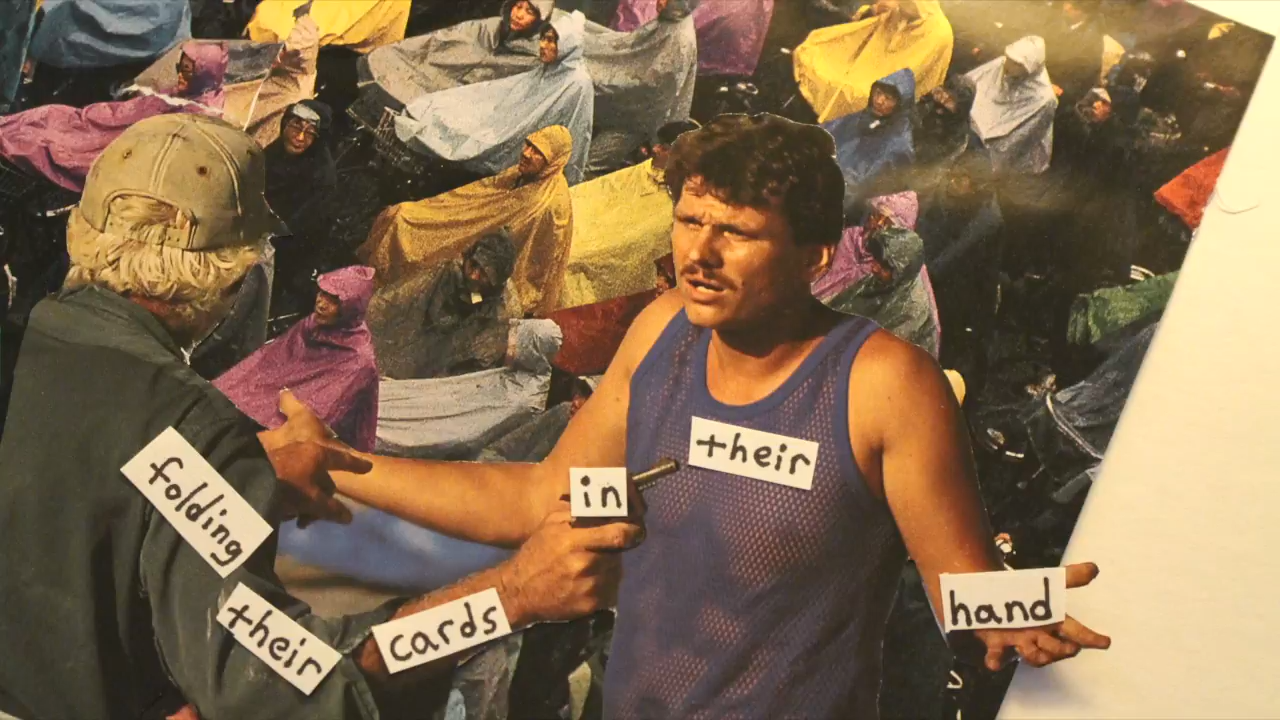 folding
their
cards
in
their
hand